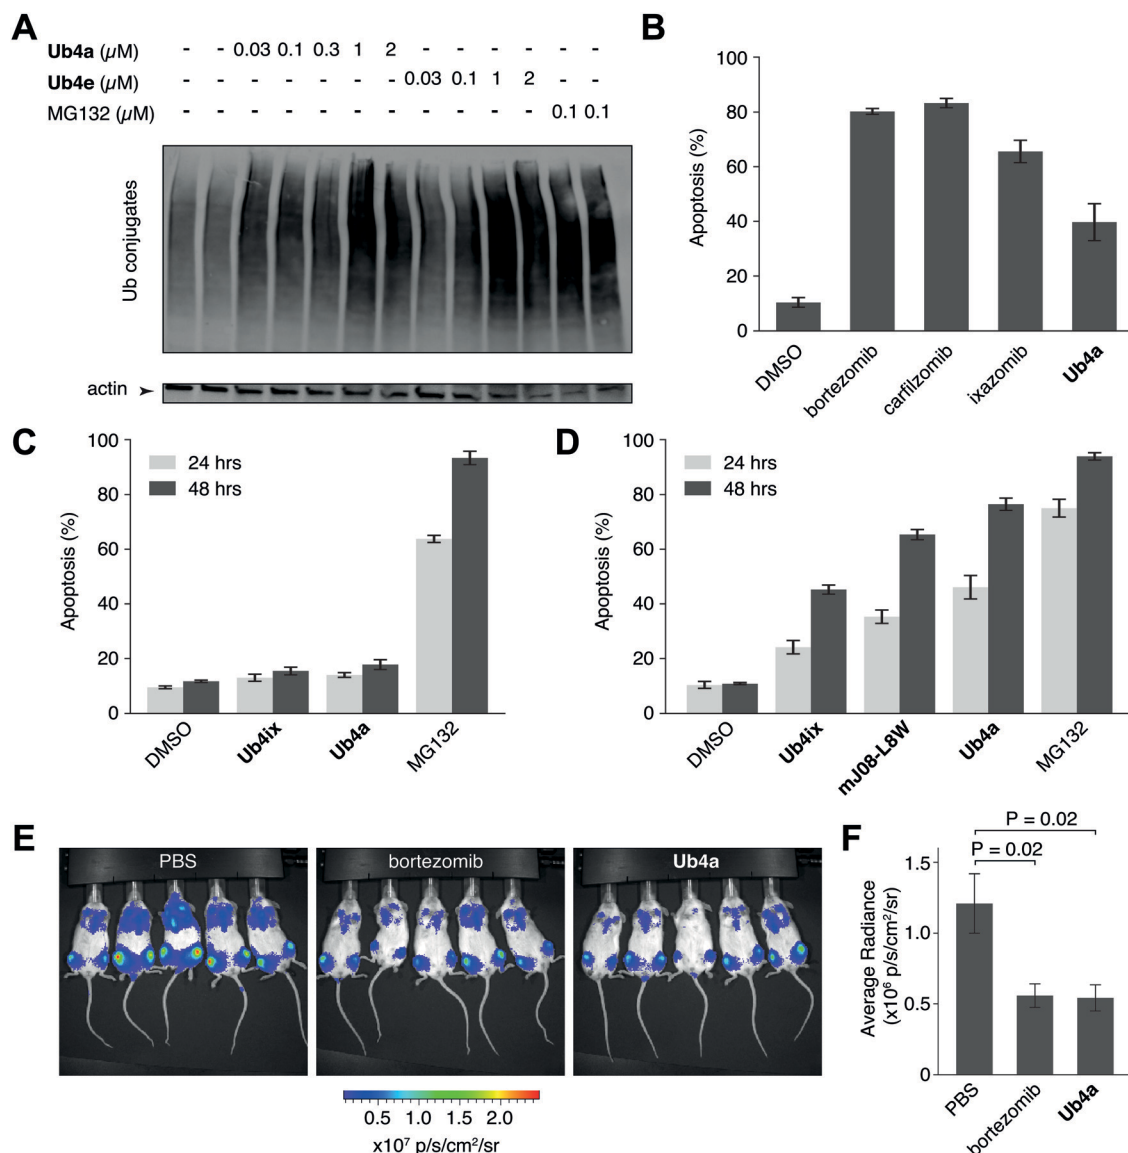 A
Ub4a (µM) - - 0.03 0.1 0.3 1 2 - - - - - -
Ub4e (µM) - - - - - - - 0.03 0.1 1 2 - -
MG132 (µM) - - - - - - - - - - - 0.1 0.1
Ub conjugates
actin
B
Apoptosis (%)
100
80
60
40
20
0
DMSO
bortezomib
carfilzomib
ixazomib
Ub4a
C
Apoptosis (%)
100
80
60
40
20
0
24 hrs
48 hrs
DMSO
Ub4ix
Ub4a
MG132
D
Apoptosis (%)
100
80
60
40
20
0
24 hrs
48 hrs
DMSO
Ub4ix
mJ08-L8W
Ub4a
MG132
E
PBS
bortezomib
Ub4a
0.5 1.0 1.5 2.0
x10⁷ p/s/cm²/sr
F
P = 0.02
P = 0.02
Average Radiance
(x10⁶ p/s/cm²/sr)
1.5
1.0
0.5
0
PBS
bortezomib
Ub4a